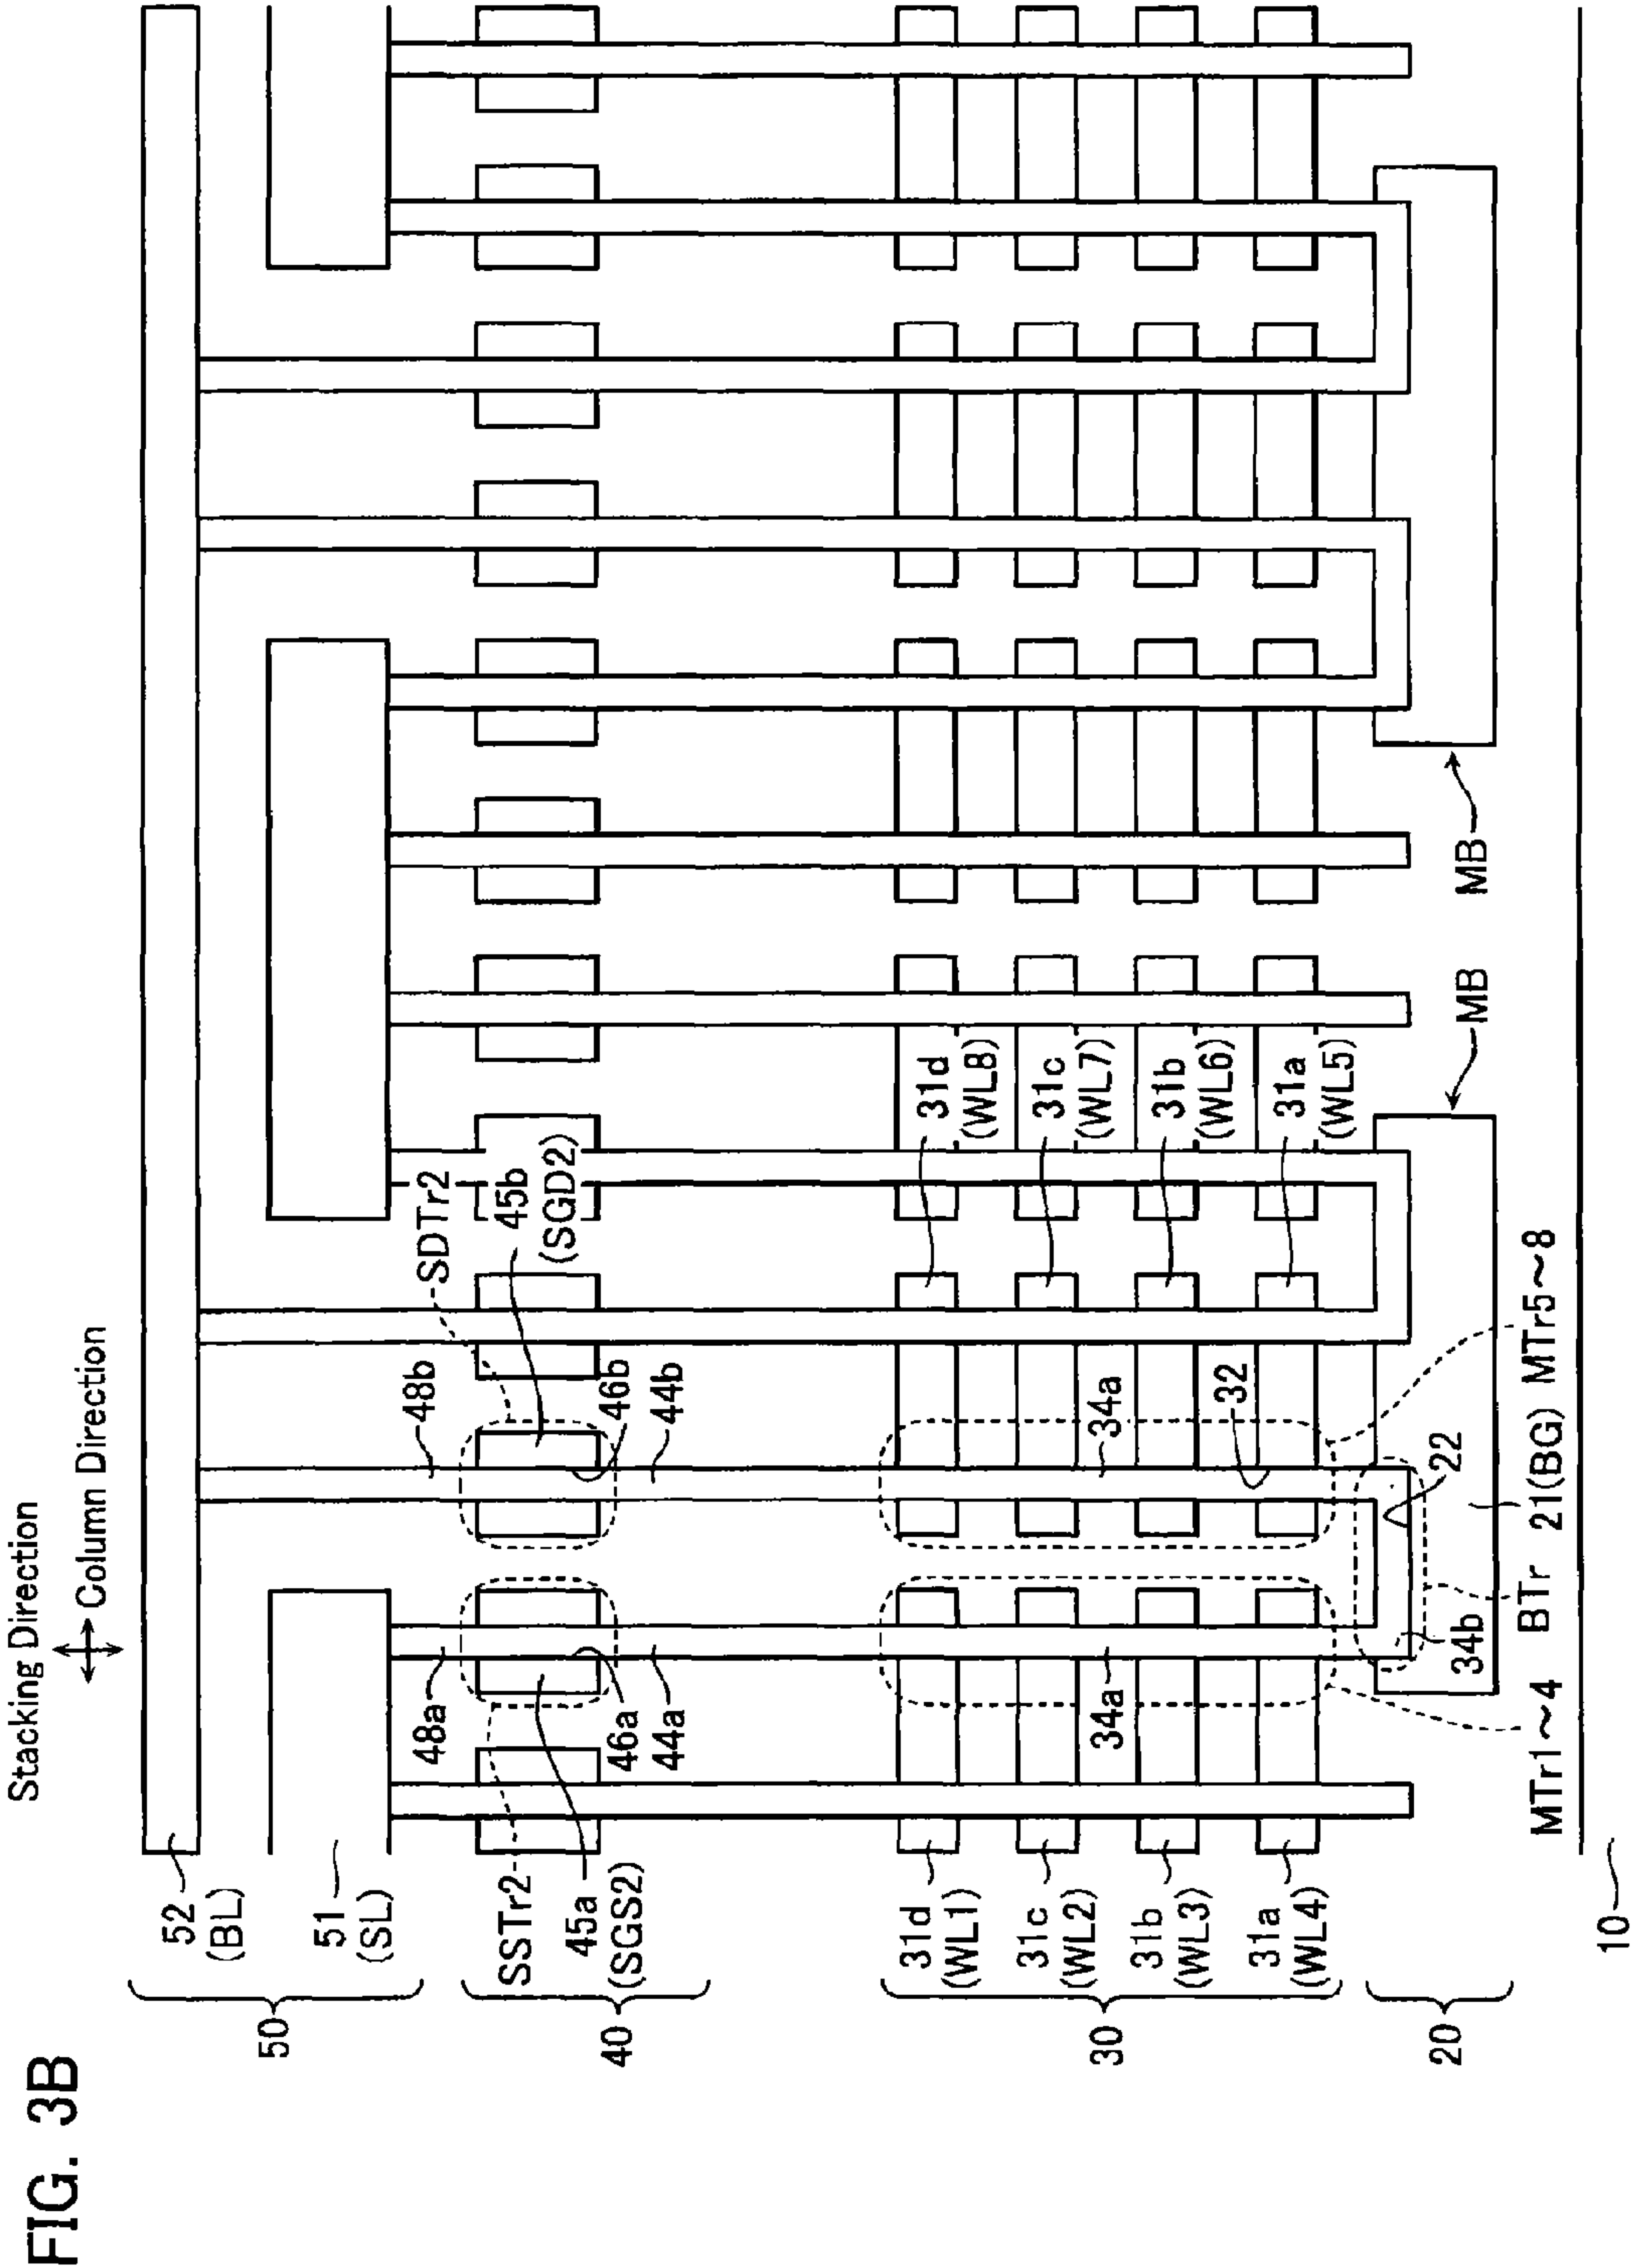 FIG. 3B
Stacking Direction
Column Direction
50
52
(BL)
51
(SL)
40
SSTr2
45a
(SGS2)
48a
46a
44a
48b
SDTr2
45b
(SGD2)
46b
44b
30
31d
(WL1)
31c
(WL2)
31b
(WL3)
31a
(WL4)
34a
34a
32
31d
(WL8)
31c
(WL7)
31b
(WL6)
31a
(WL5)
20
34b
22
MB
MB
MTr1~4
BTr
21(BG)
MTr5~8
10